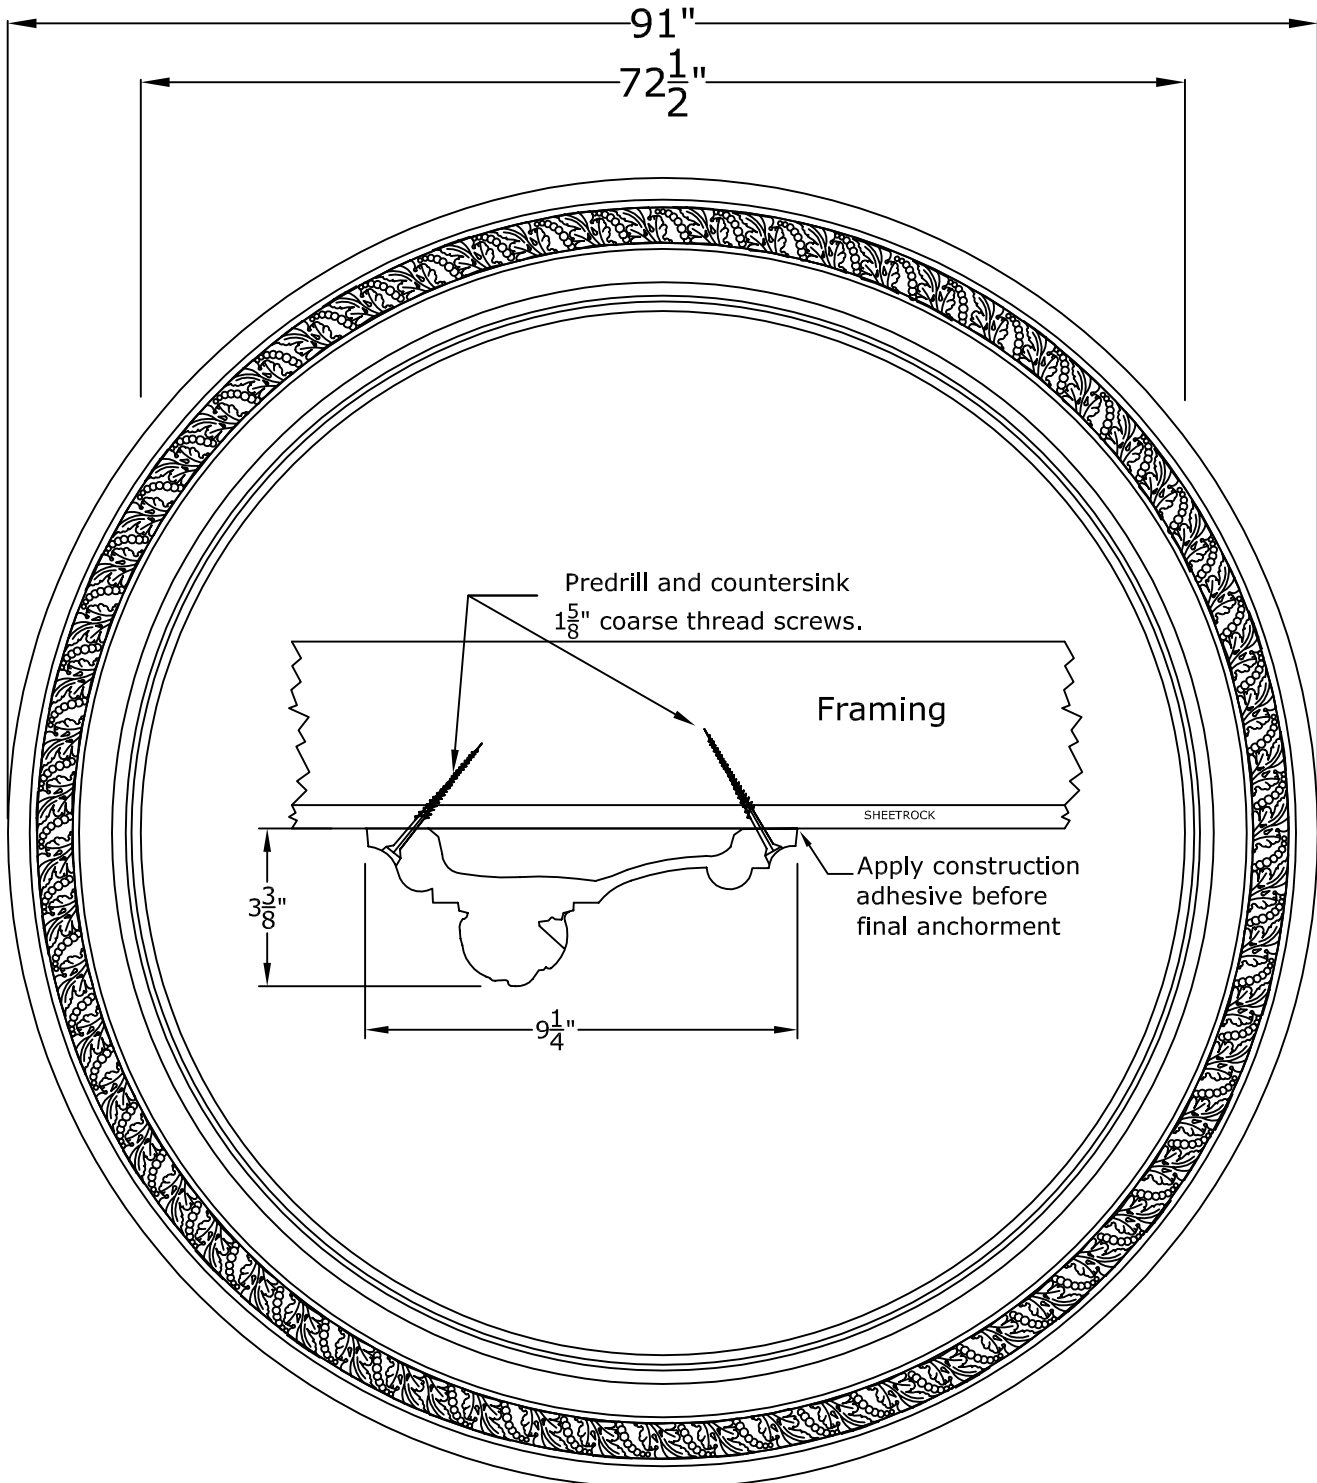 91"
72 1/2"
Predrill and countersink
1 5/8" coarse thread screws.
Framing
SHEETROCK
Apply construction
adhesive before
final anchorment
3 3/8"
9 1/4"